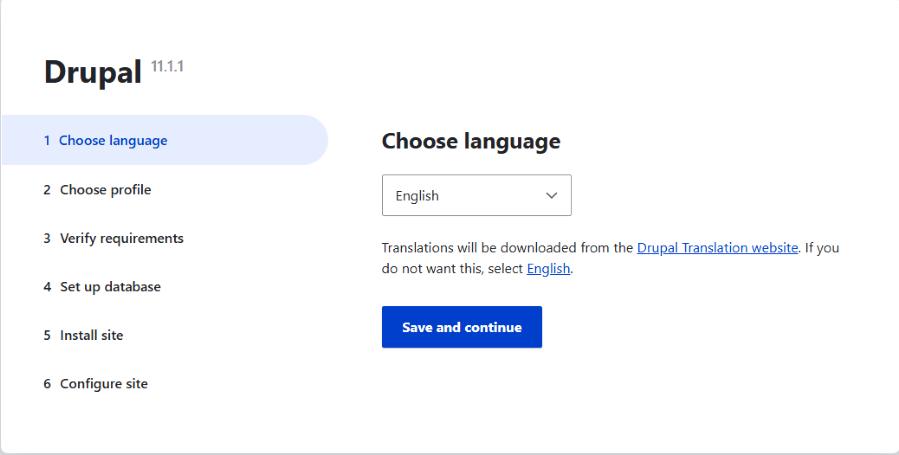 Drupal 11.1.1
1 Choose language
2 Choose profile
3 Verify requirements
4 Set up database
5 Install site
6 Configure site
Choose language
English
Translations will be downloaded from the Drupal Translation website. If you
do not want this, select English.
Save and continue